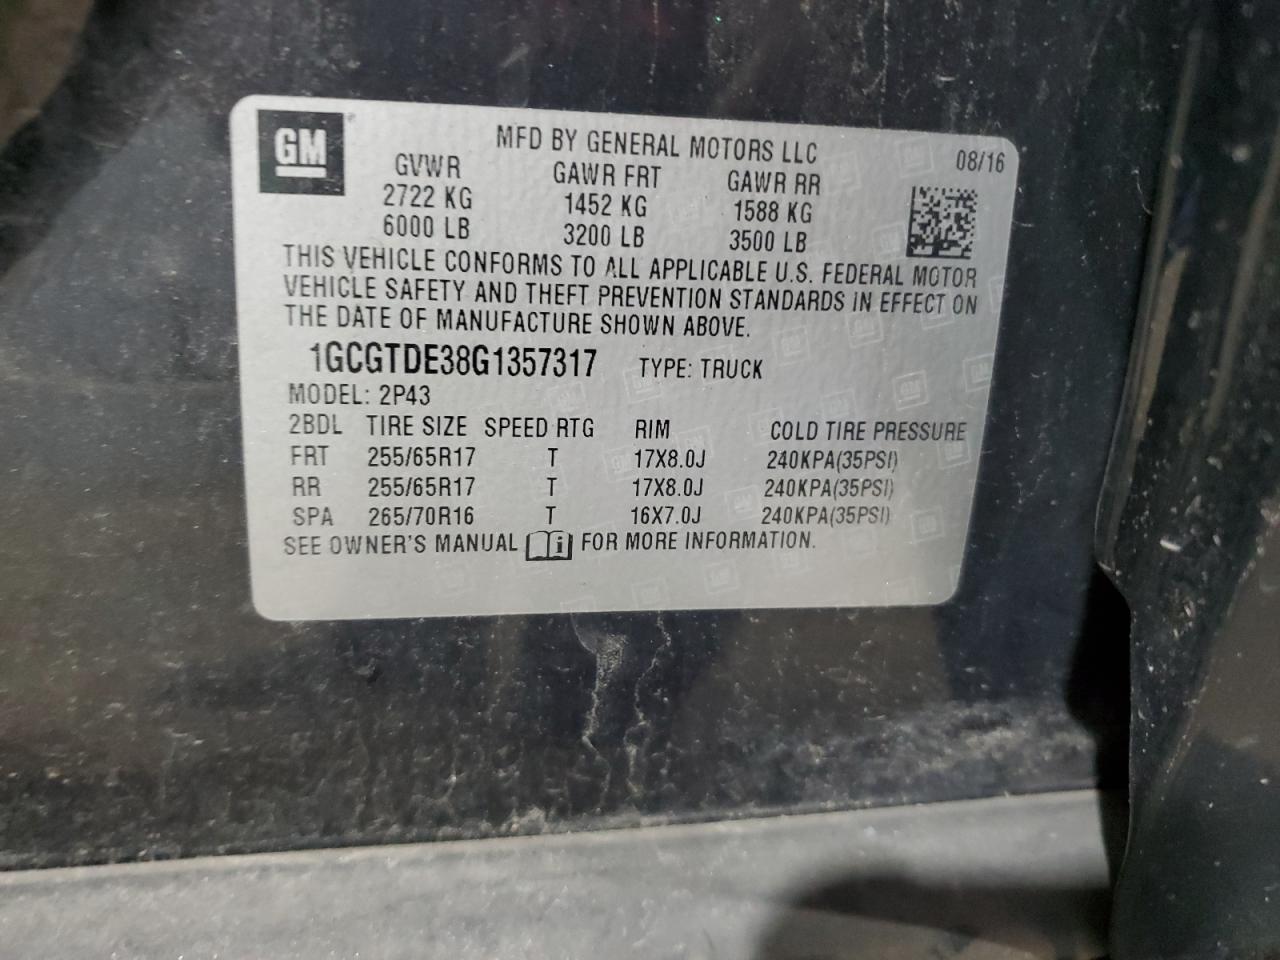 GM
MFD BY GENERAL MOTORS LLC 08/16
GVWR GAWR FRT GAWR RR
2722 KG 1452 KG 1588 KG
6000 LB 3200 LB 3500 LB
THIS VEHICLE CONFORMS TO ALL APPLICABLE U.S. FEDERAL MOTOR
VEHICLE SAFETY AND THEFT PREVENTION STANDARDS IN EFFECT ON
THE DATE OF MANUFACTURE SHOWN ABOVE.
1GCGTDE38G1357317 TYPE: TRUCK
MODEL: 2P43
2BDL TIRE SIZE SPEED RTG RIM COLD TIRE PRESSURE
FRT 255/65R17 T 17X8.0J 240KPA(35PSI)
RR 255/65R17 T 17X8.0J 240KPA(35PSI)
SPA 265/70R16 T 16X7.0J 240KPA(35PSI)
SEE OWNER'S MANUAL i FOR MORE INFORMATION.